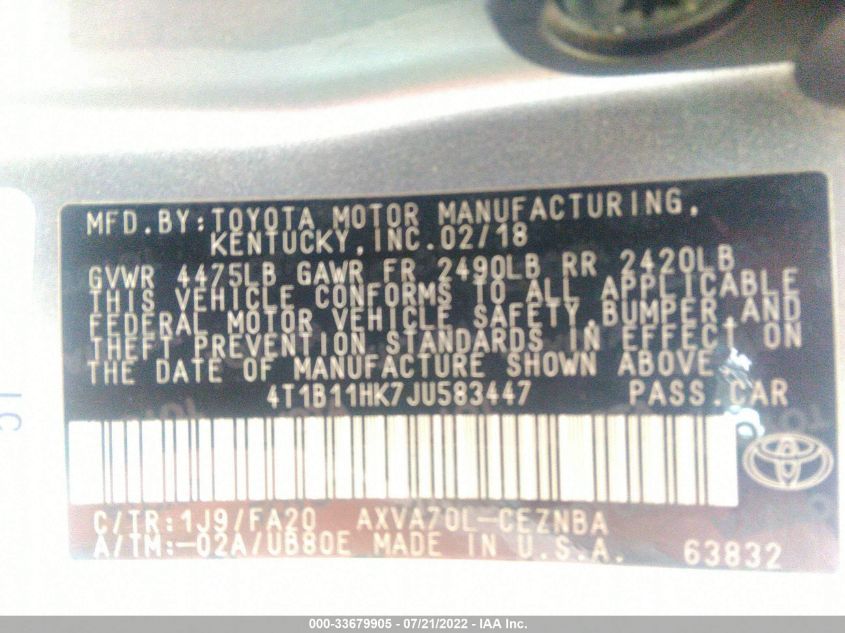 MFD.BY:TOYOTA MOTOR MANUFACTURING,
KENTUCKY,INC.02/18
GVWR 4475LB GAWR FR 2490LB RR 2420LB
THIS VEHICLE CONFORMS TO ALL APPLICABLE
FEDERAL MOTOR VEHICLE SAFETY,BUMPER,AND
THEFT PREVENTION STANDARDS IN EFFECT ON
THE DATE OF MANUFACTURE SHOWN ABOVE.
4T1B11HK7JU583447 PASS.CAR
C/TR:1J9/FA20 AXVA70L-CEZNBA
A/TM:-02A/UB80E MADE IN U.S.A. 63832
000-33679905 - 07/21/2022 - IAA Inc.